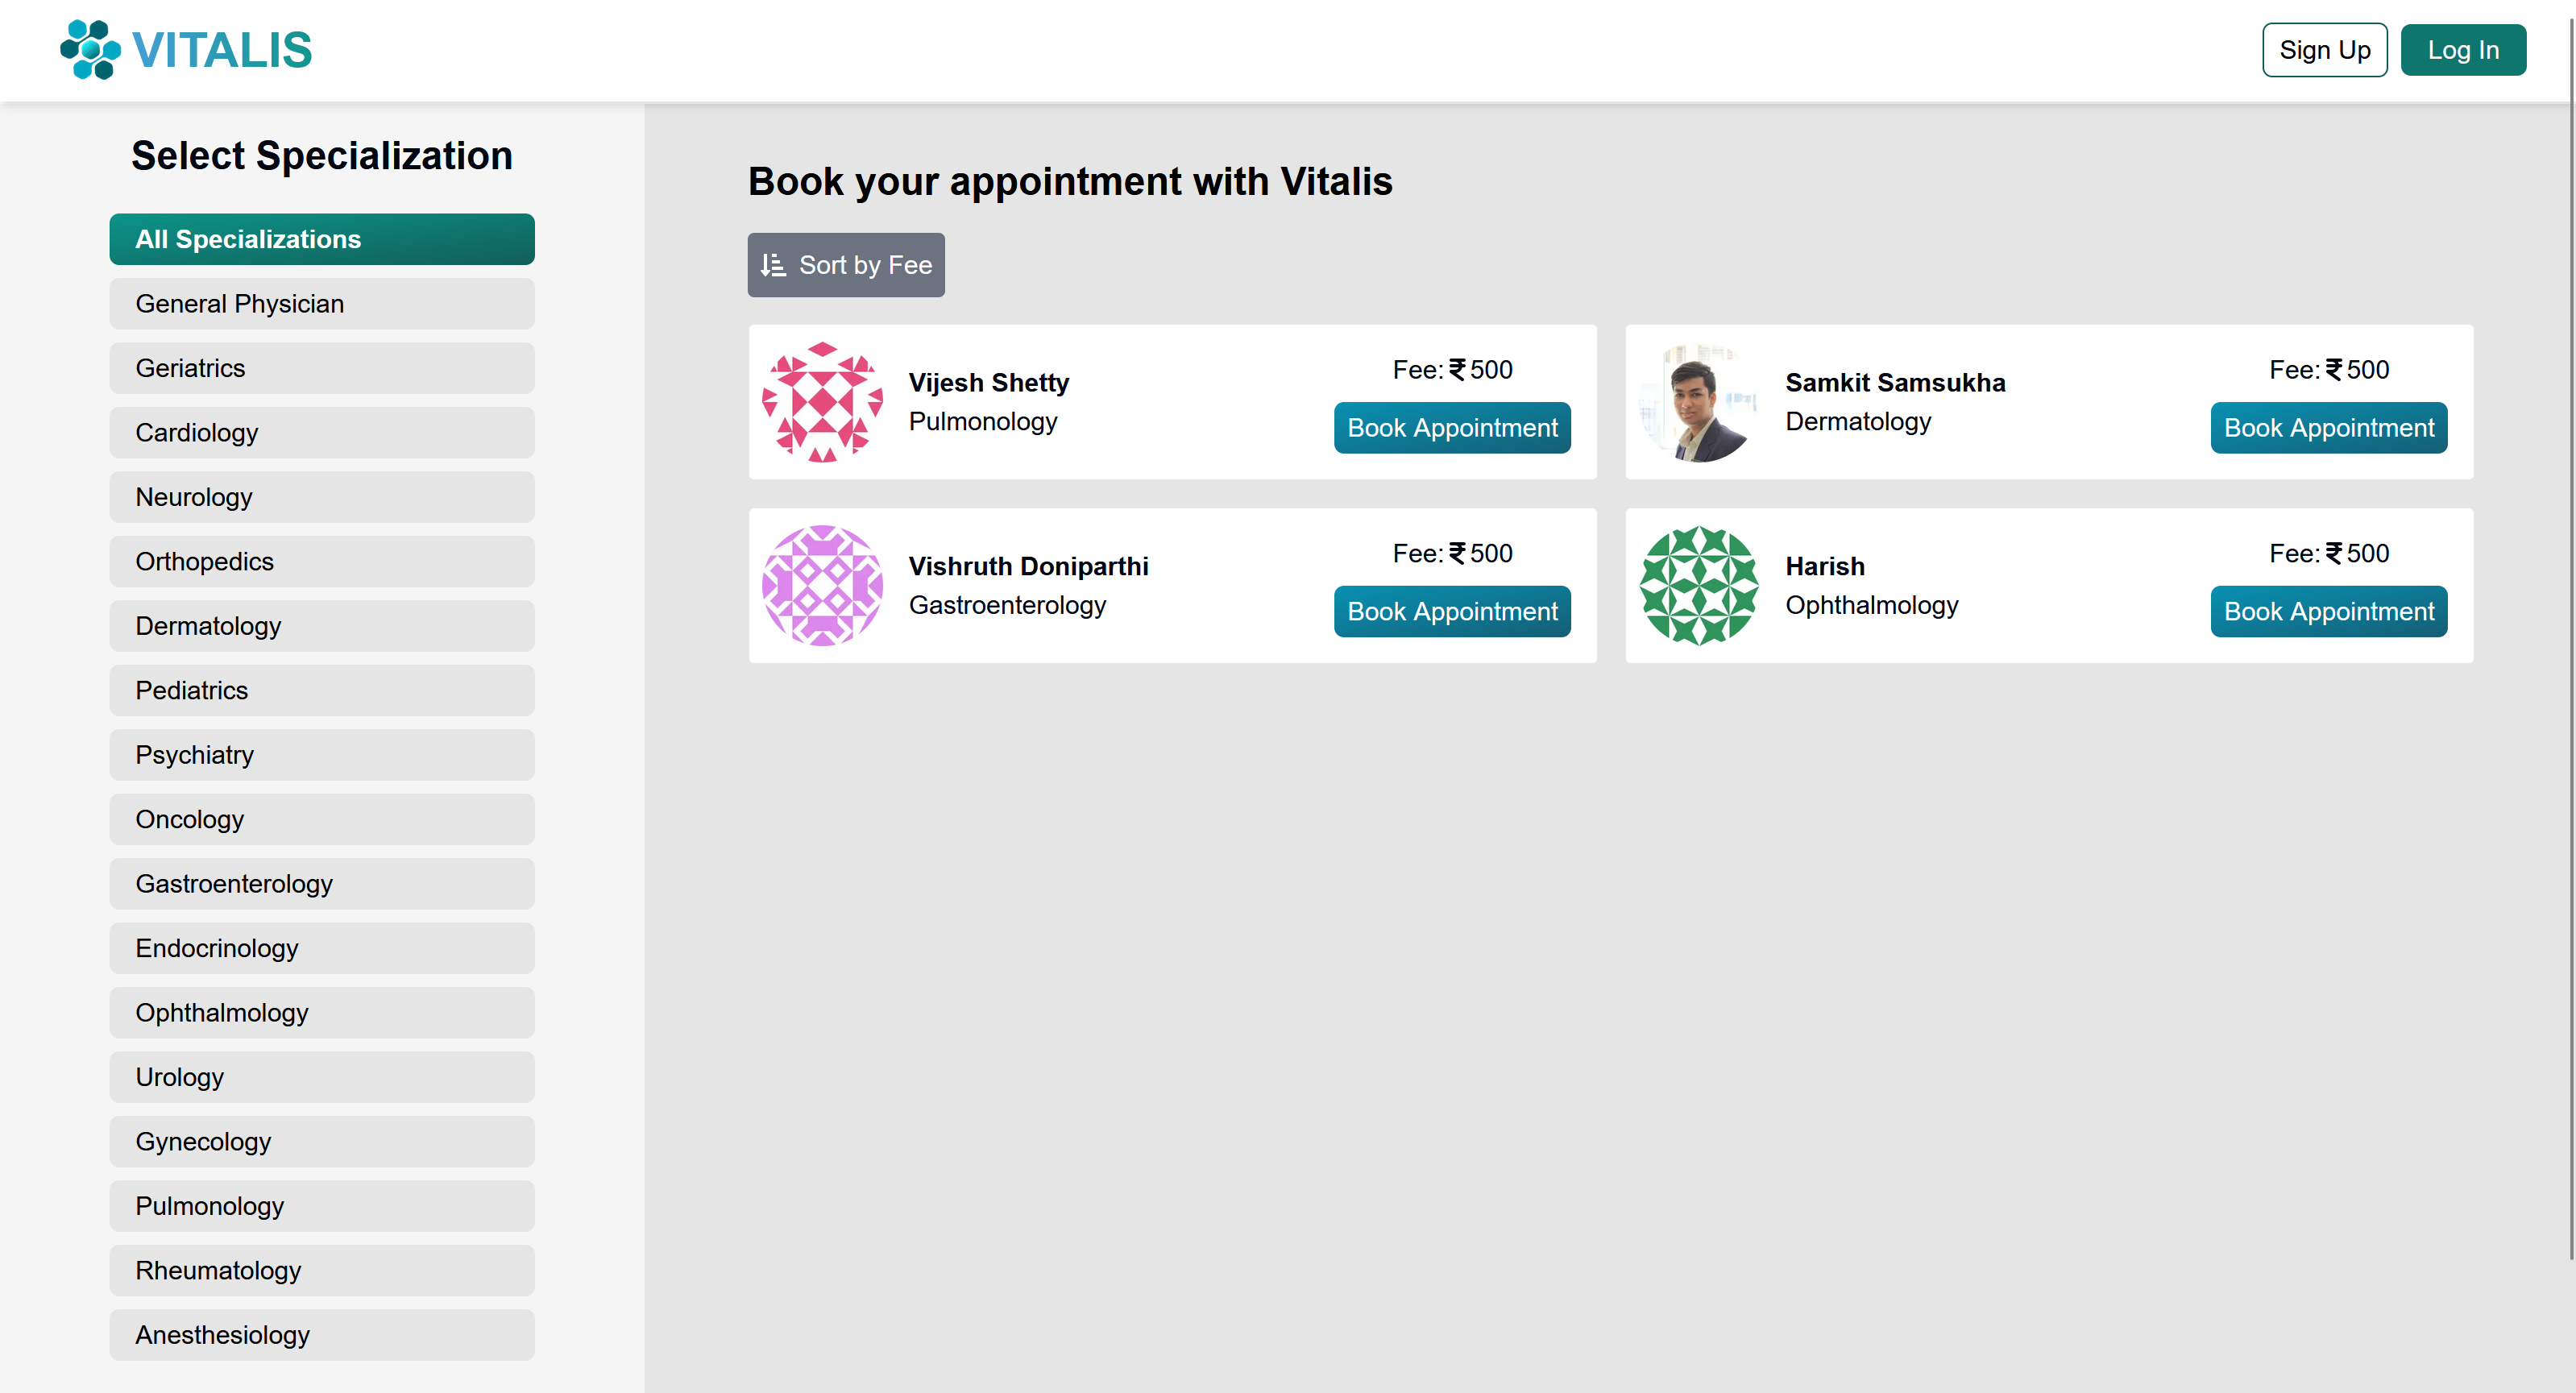 VITALIS
Sign Up
Log In
Select Specialization
All Specializations
General Physician
Geriatrics
Cardiology
Neurology
Orthopedics
Dermatology
Pediatrics
Psychiatry
Oncology
Gastroenterology
Endocrinology
Ophthalmology
Urology
Gynecology
Pulmonology
Rheumatology
Anesthesiology
Book your appointment with Vitalis
Sort by Fee
Vijesh Shetty
Pulmonology
Fee: ₹ 500
Book Appointment
Samkit Samsukha
Dermatology
Fee: ₹ 500
Book Appointment
Vishruth Doniparthi
Gastroenterology
Fee: ₹ 500
Book Appointment
Harish
Ophthalmology
Fee: ₹ 500
Book Appointment